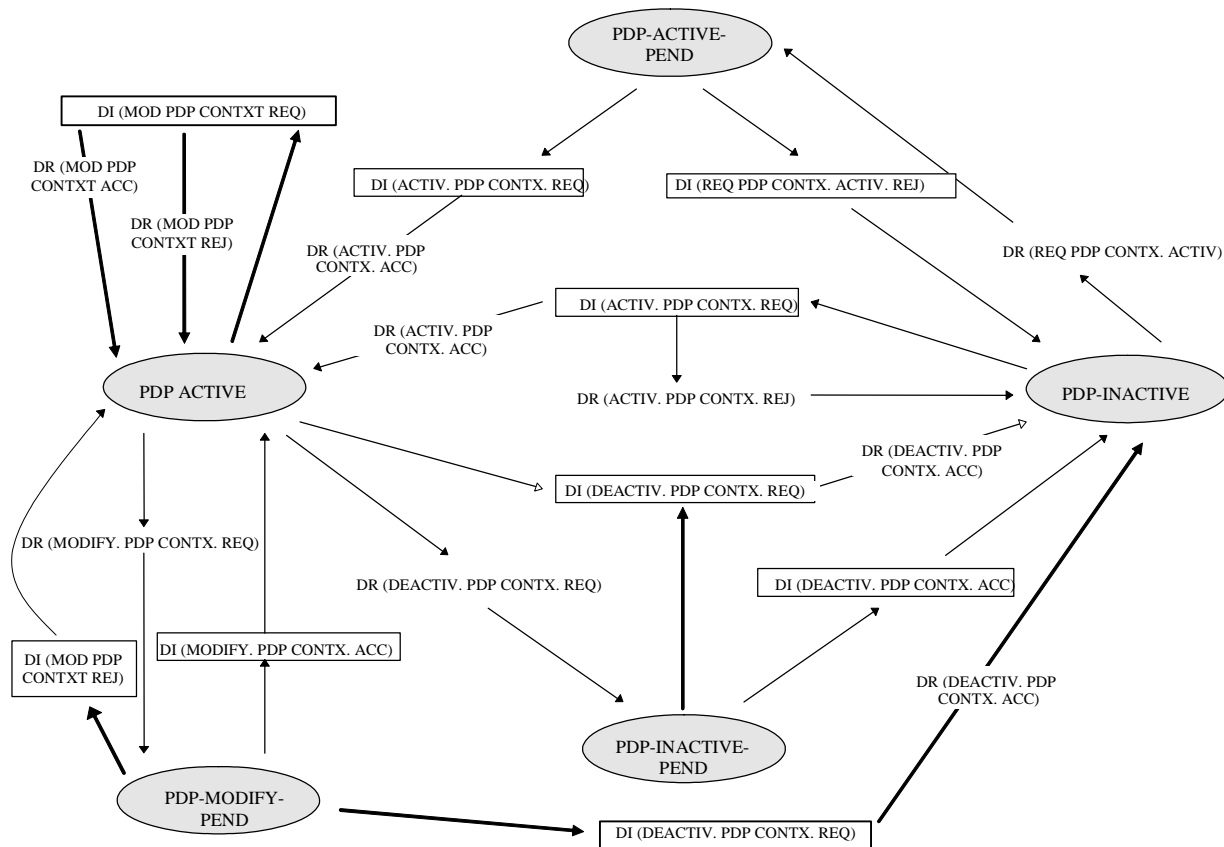 PDP-ACTIVE-
PEND
DI (MOD PDP CONTXT REQ)
DR (MOD PDP
CONTXT ACC)
DI (ACTIV. PDP CONTX. REQ)
DI (REQ PDP CONTX. ACTIV. REJ)
DR (MOD PDP
CONTXT REJ)
DR (ACTIV. PDP
CONTX. ACC)
DR (REQ PDP CONTX. ACTIV)
DI (ACTIV. PDP CONTX. REQ)
DR (ACTIV. PDP
CONTX. ACC)
PDP ACTIVE
DR (ACTIV. PDP CONTX. REJ)
PDP-INACTIVE
DR (DEACTIV. PDP
CONTX. ACC)
DI (DEACTIV. PDP CONTX. REQ)
DR (MODIFY. PDP CONTX. REQ)
DR (DEACTIV. PDP CONTX. REQ)
DI (DEACTIV. PDP CONTX. ACC)
DI (MODIFY. PDP CONTX. ACC)
DI (MOD PDP
CONTXT REJ)
DR (DEACTIV. PDP
CONTX. ACC)
PDP-INACTIVE-
PEND
PDP-MODIFY-
PEND
DI (DEACTIV. PDP CONTX. REQ)